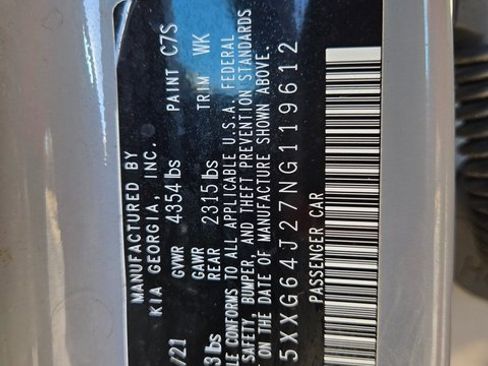 MANUFACTURED BY
KIA GEORGIA, INC.
/21 GVWR 4354 lbs PAINT C7S
3 lbs GAWR REAR 2315 lbs TRIM WK
LE CONFORMS TO ALL APPLICABLE U.S.A. FEDERAL
SAFETY, BUMPER, AND THEFT PREVENTION STANDARDS
T ON THE DATE OF MANUFACTURE SHOWN ABOVE.
5XXG64J27NG119612
PASSENGER CAR